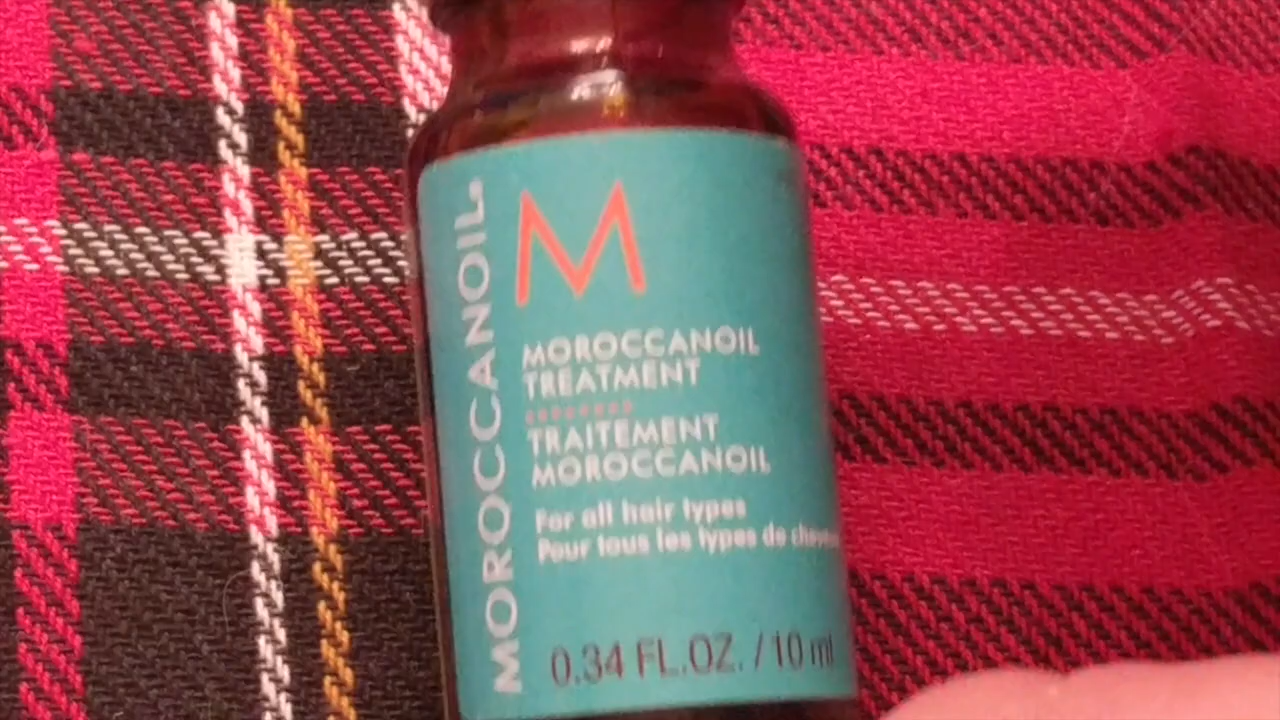 MOROCCANOIL
M
MOROCCANOIL
TREATMENT
TRAITEMENT
MOROCCANOIL
For all hair types
Pour tous les types de cheveux
0.34 FL.OZ. / 10 ml